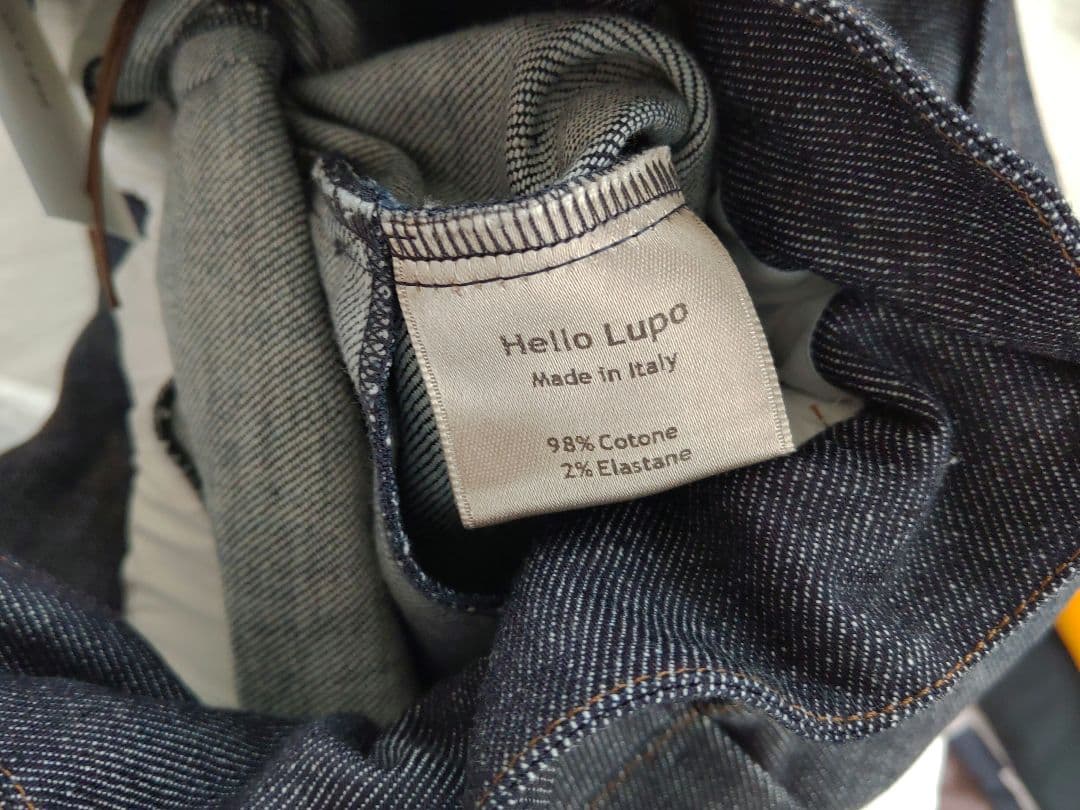 Hello Lupo
Made in Italy
98% Cotone
2% Elastane